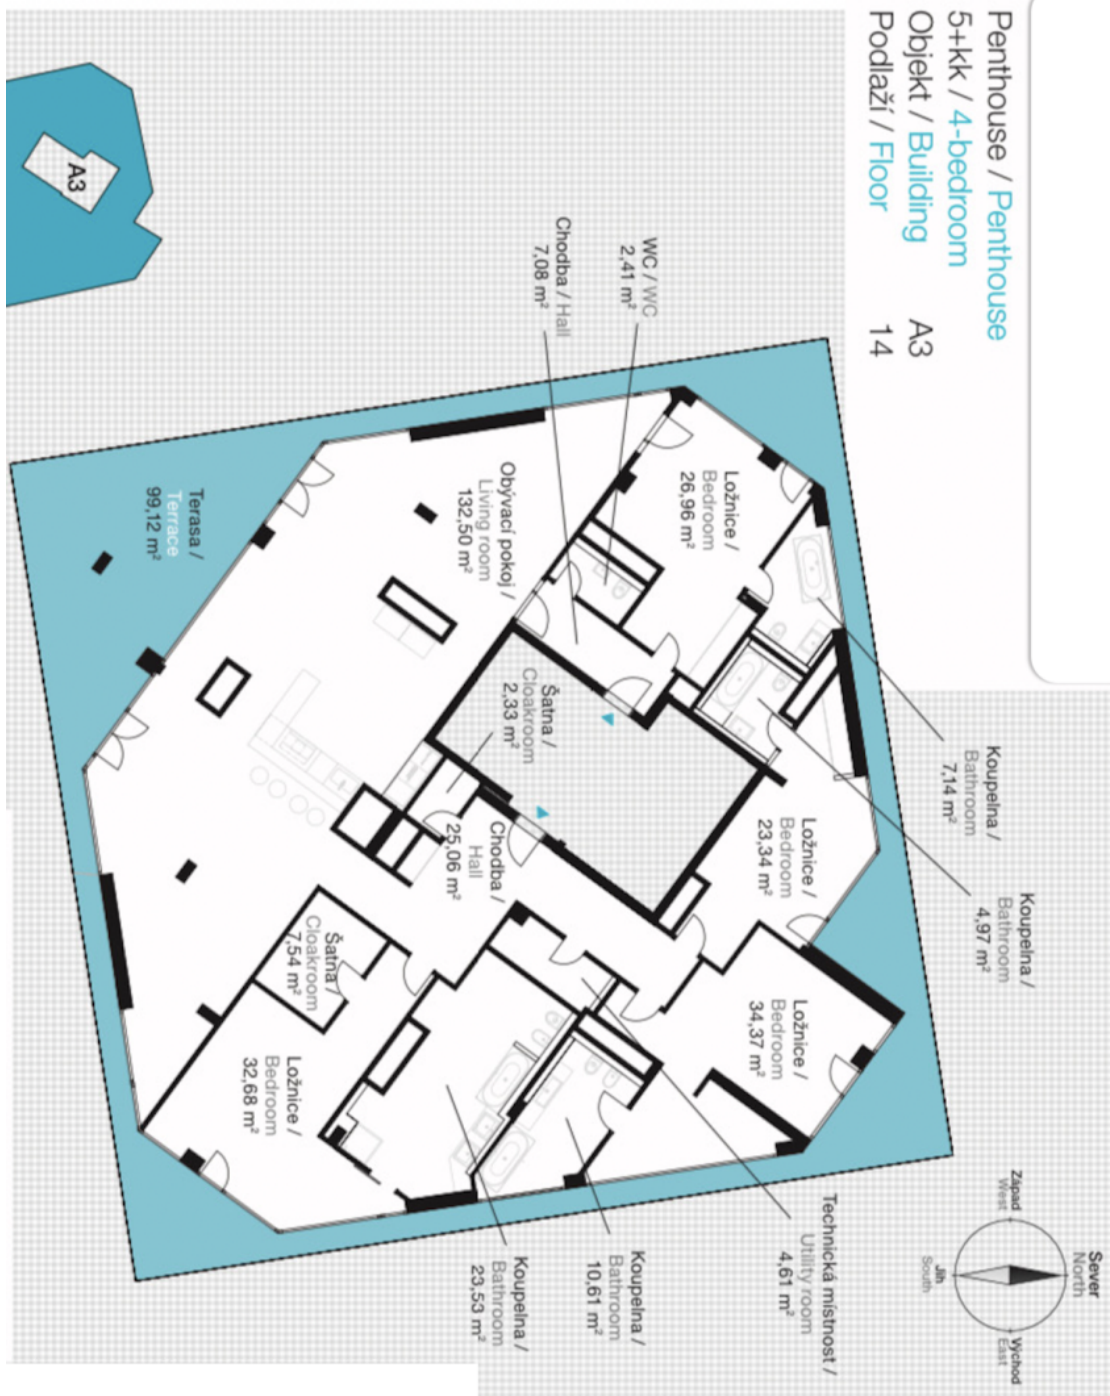 Penthouse / Penthouse
5+kk / 4-bedroom
Objekt / Building A3
Podlaží / Floor 14
A3
WC / WC
2,41 m²
Chodba / Hall
7,08 m²
Ložnice /
Bedroom
26,96 m²
Obývací pokoj /
Living room
132,50 m²
Terasa /
Terrace
99,12 m²
Šatna /
Cloakroom
2,33 m²
Koupelna /
Bathroom
7,14 m²
Koupelna /
Bathroom
4,97 m²
Ložnice /
Bedroom
23,34 m²
Chodba /
Hall
25,06 m²
Šatna /
Cloakroom
7,54 m²
Ložnice /
Bedroom
34,37 m²
Ložnice /
Bedroom
32,68 m²
Technická místnost /
Utility room
4,61 m²
Koupelna /
Bathroom
10,61 m²
Koupelna /
Bathroom
23,53 m²
Sever
North
Západ
West
Východ
East
Jih
South